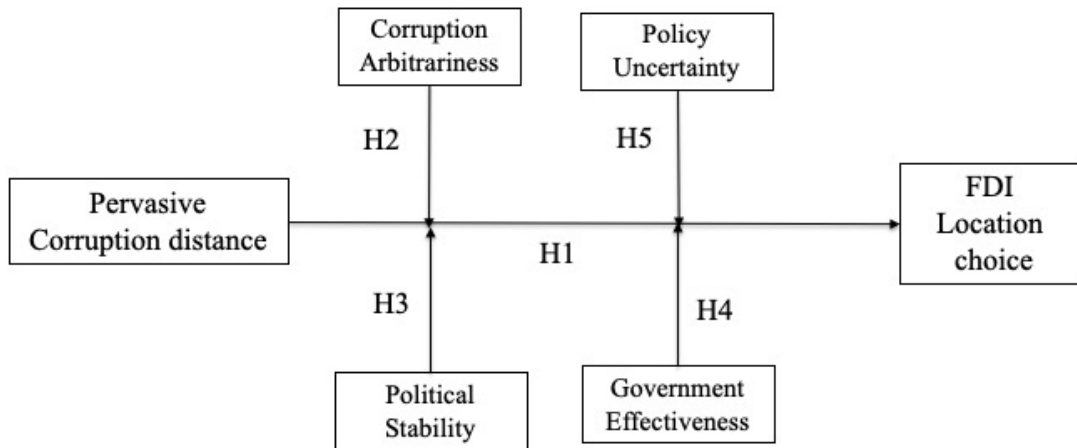 Corruption
Arbitrariness
Policy
Uncertainty
H2
H5
Pervasive
Corruption distance
FDI
Location
choice
H1
H3
H4
Political
Stability
Government
Effectiveness